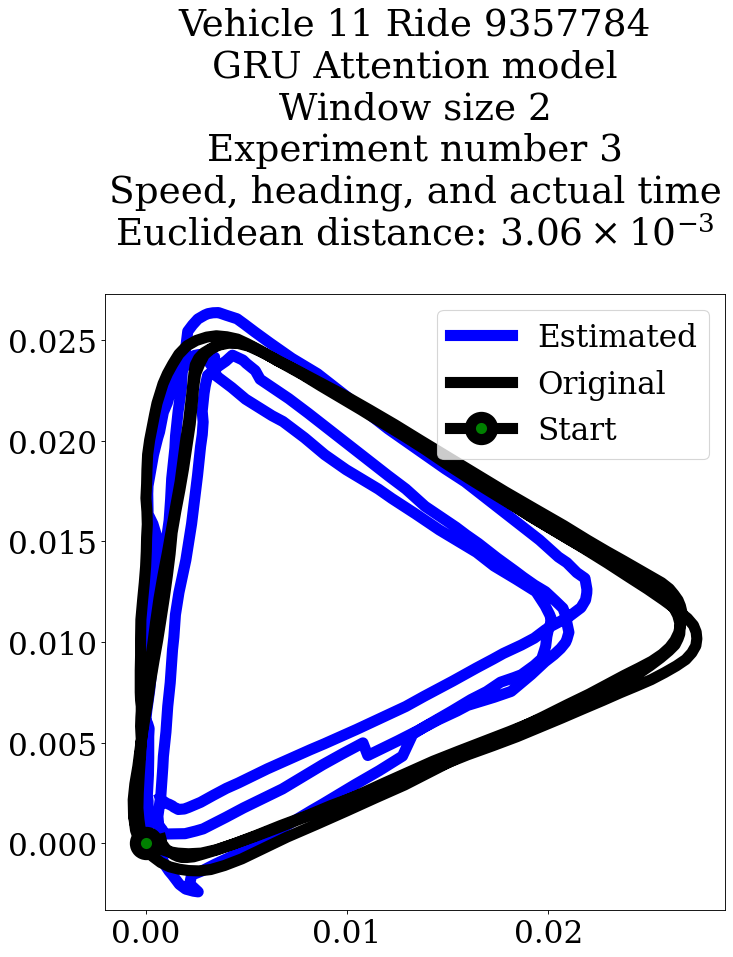 Vehicle 11 Ride 9357784
GRU Attention model
Window size 2
Experiment number 3
Speed, heading, and actual time
Euclidean distance: 3.06 × 10⁻³
Estimated
Original
Start
0.025
0.020
0.015
0.010
0.005
0.000
0.00 0.01 0.02